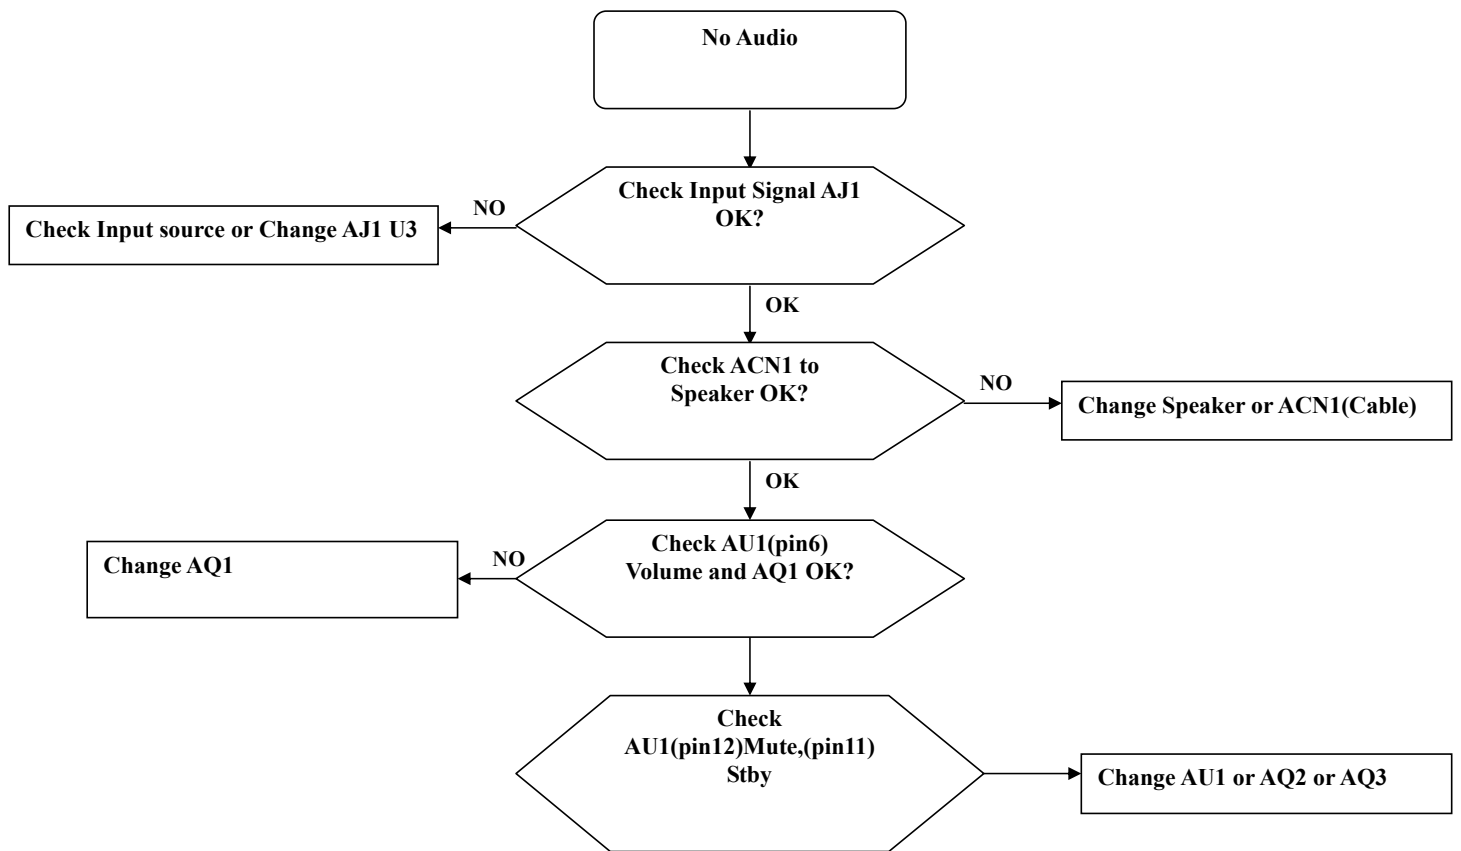 No Audio
Check Input Signal AJ1
OK?
NO
Check Input source or Change AJ1 U3
OK
Check ACN1 to
Speaker OK?
NO
Change Speaker or ACN1(Cable)
OK
Check AU1(pin6)
Volume and AQ1 OK?
NO
Change AQ1
Check
AU1(pin12)Mute,(pin11)
Stby
Change AU1 or AQ2 or AQ3